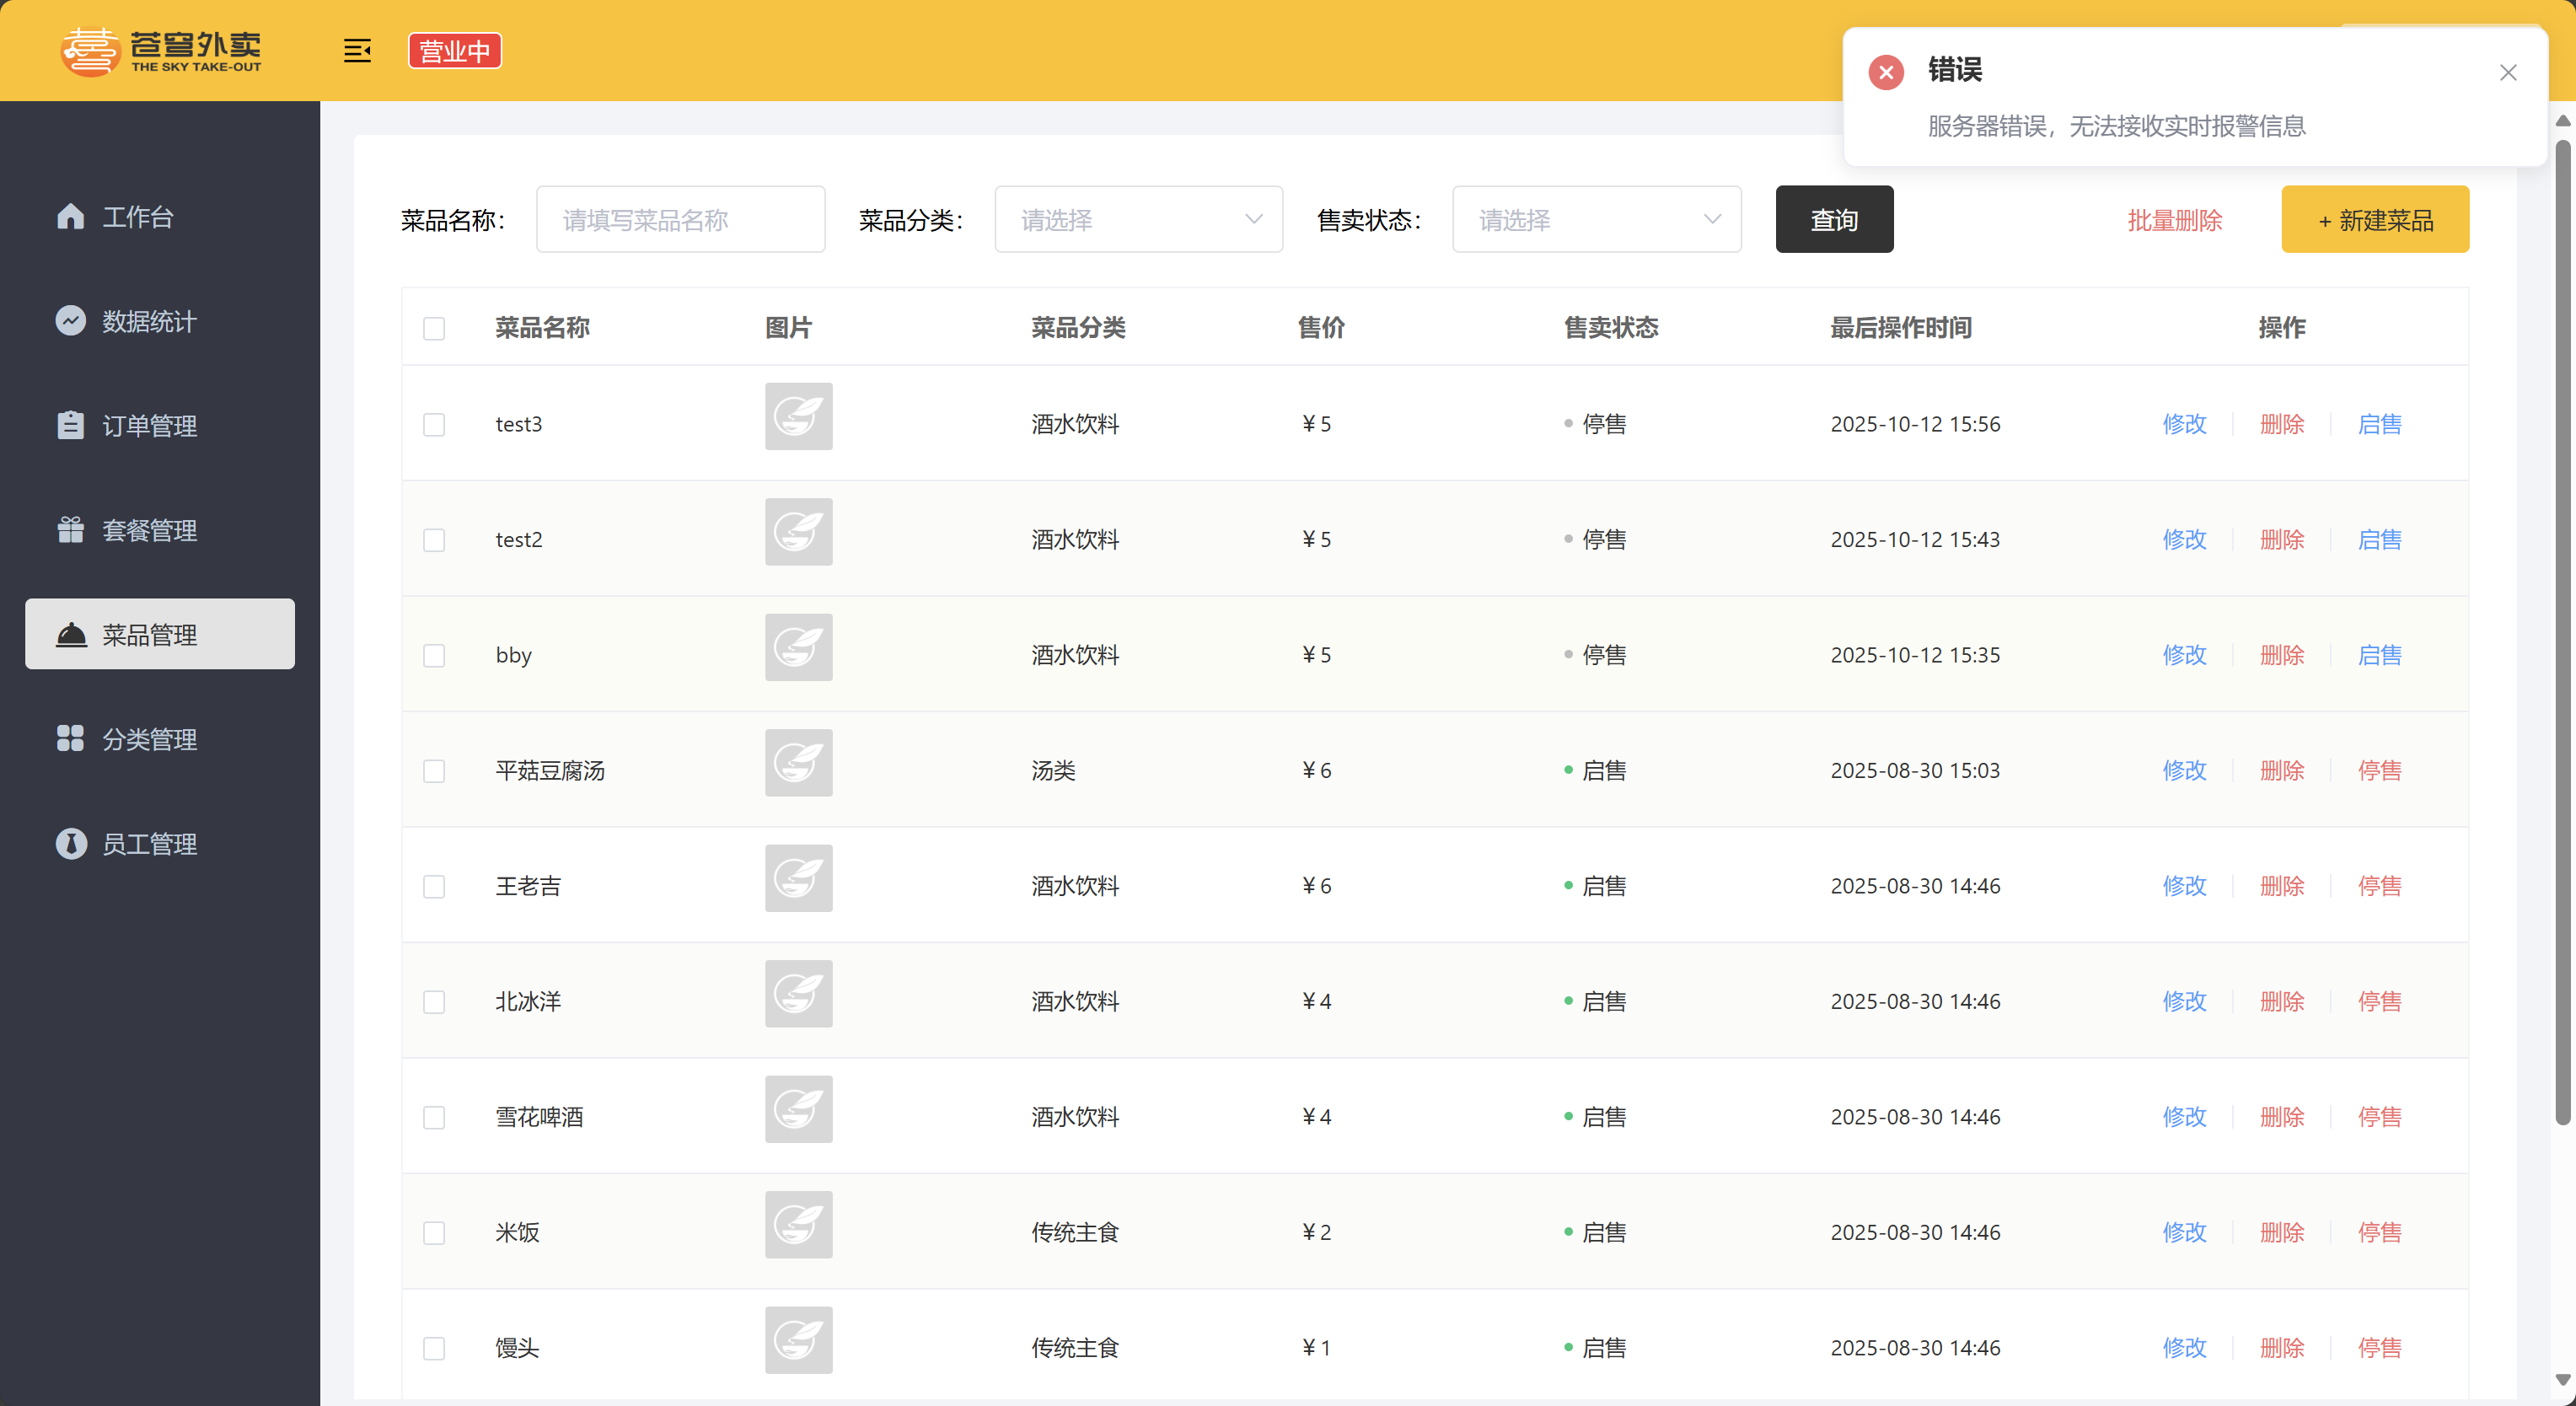 苍穹外卖
THE SKY TAKE-OUT
营业中
错误
服务器错误，无法接收实时报警信息
工作台
数据统计
订单管理
套餐管理
菜品管理
分类管理
员工管理
菜品名称： 请填写菜品名称 菜品分类： 请选择 售卖状态： 请选择 查询 批量删除 + 新建菜品
菜品名称 图片 菜品分类 售价 售卖状态 最后操作时间 操作
test3 酒水饮料 ￥5 停售 2025-10-12 15:56 修改 删除 启售
test2 酒水饮料 ￥5 停售 2025-10-12 15:43 修改 删除 启售
bby 酒水饮料 ￥5 停售 2025-10-12 15:35 修改 删除 启售
平菇豆腐汤 汤类 ￥6 启售 2025-08-30 15:03 修改 删除 停售
王老吉 酒水饮料 ￥6 启售 2025-08-30 14:46 修改 删除 停售
北冰洋 酒水饮料 ￥4 启售 2025-08-30 14:46 修改 删除 停售
雪花啤酒 酒水饮料 ￥4 启售 2025-08-30 14:46 修改 删除 停售
米饭 传统主食 ￥2 启售 2025-08-30 14:46 修改 删除 停售
馒头 传统主食 ￥1 启售 2025-08-30 14:46 修改 删除 停售